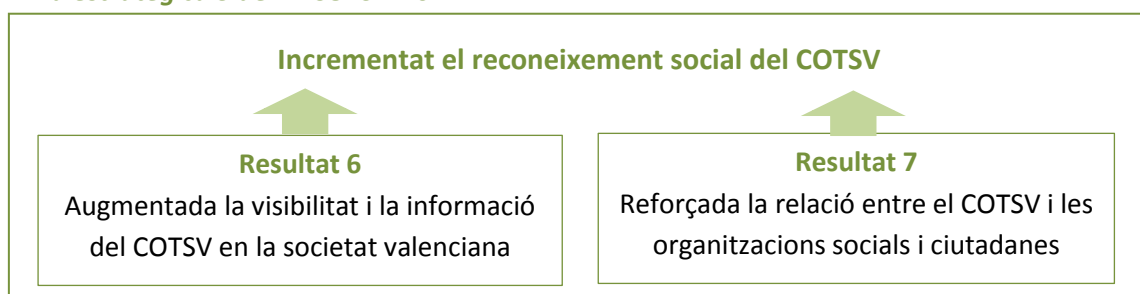 Incrementat el reconeixement social del COTSV
Resultat 6
Augmentada la visibilitat i la informació
del COTSV en la societat valenciana
Resultat 7
Reforçada la relació entre el COTSV i les
organitzacions socials i ciutadanes